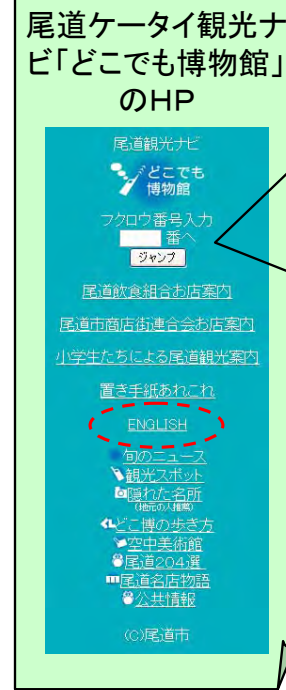 尾道ケータイ観光ナ
ビ「どこでも博物館」
のHP
尾道観光ナビ
どこでも
博物館
フクロウ番号入力
番へ
ジャンプ
尾道飲食組合お店案内
尾道市商店街連合会お店案内
小学生たちによる尾道観光案内
置き手紙あれこれ
ENGLISH
旬のニュース
観光スポット
隠れた名所
(地元の人推薦)
どこ博の歩き方
空中美術館
尾道204選
尾道名店物語
公共情報
(C)尾道市